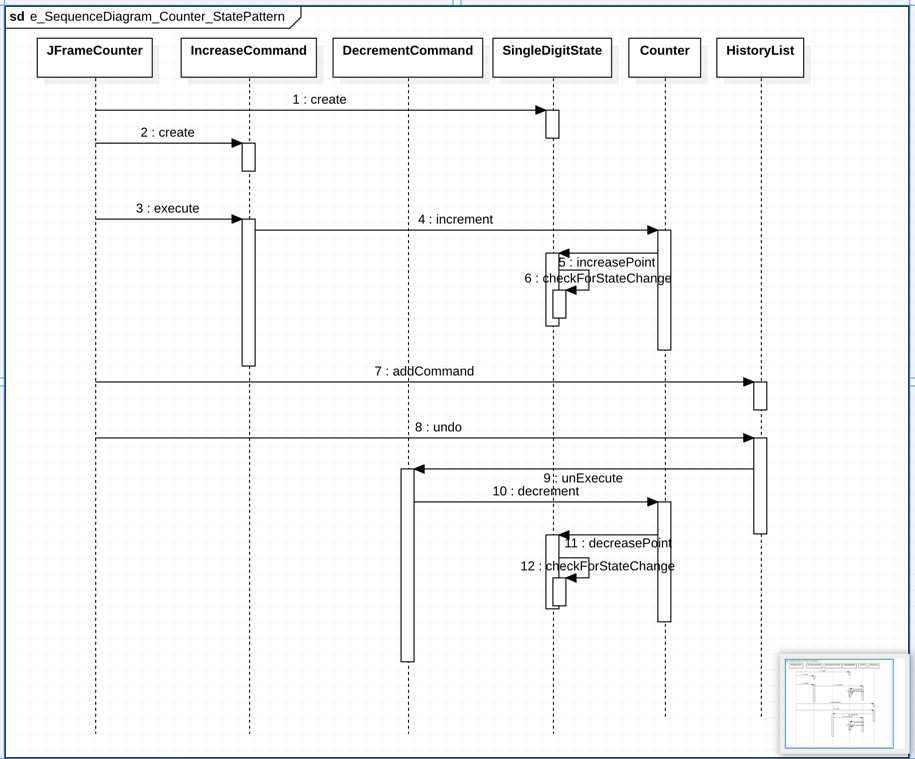 sd e_SequenceDiagram_Counter_StatePattern
JFrameCounter IncreaseCommand DecrementCommand SingleDigitState Counter HistoryList
1 : create
2 : create
3 : execute
4 : increment
5 : increasePoint
6 : checkForStateChange
7 : addCommand
8 : undo
9 : unExecute
10 : decrement
11 : decreasePoint
12 : checkForStateChange